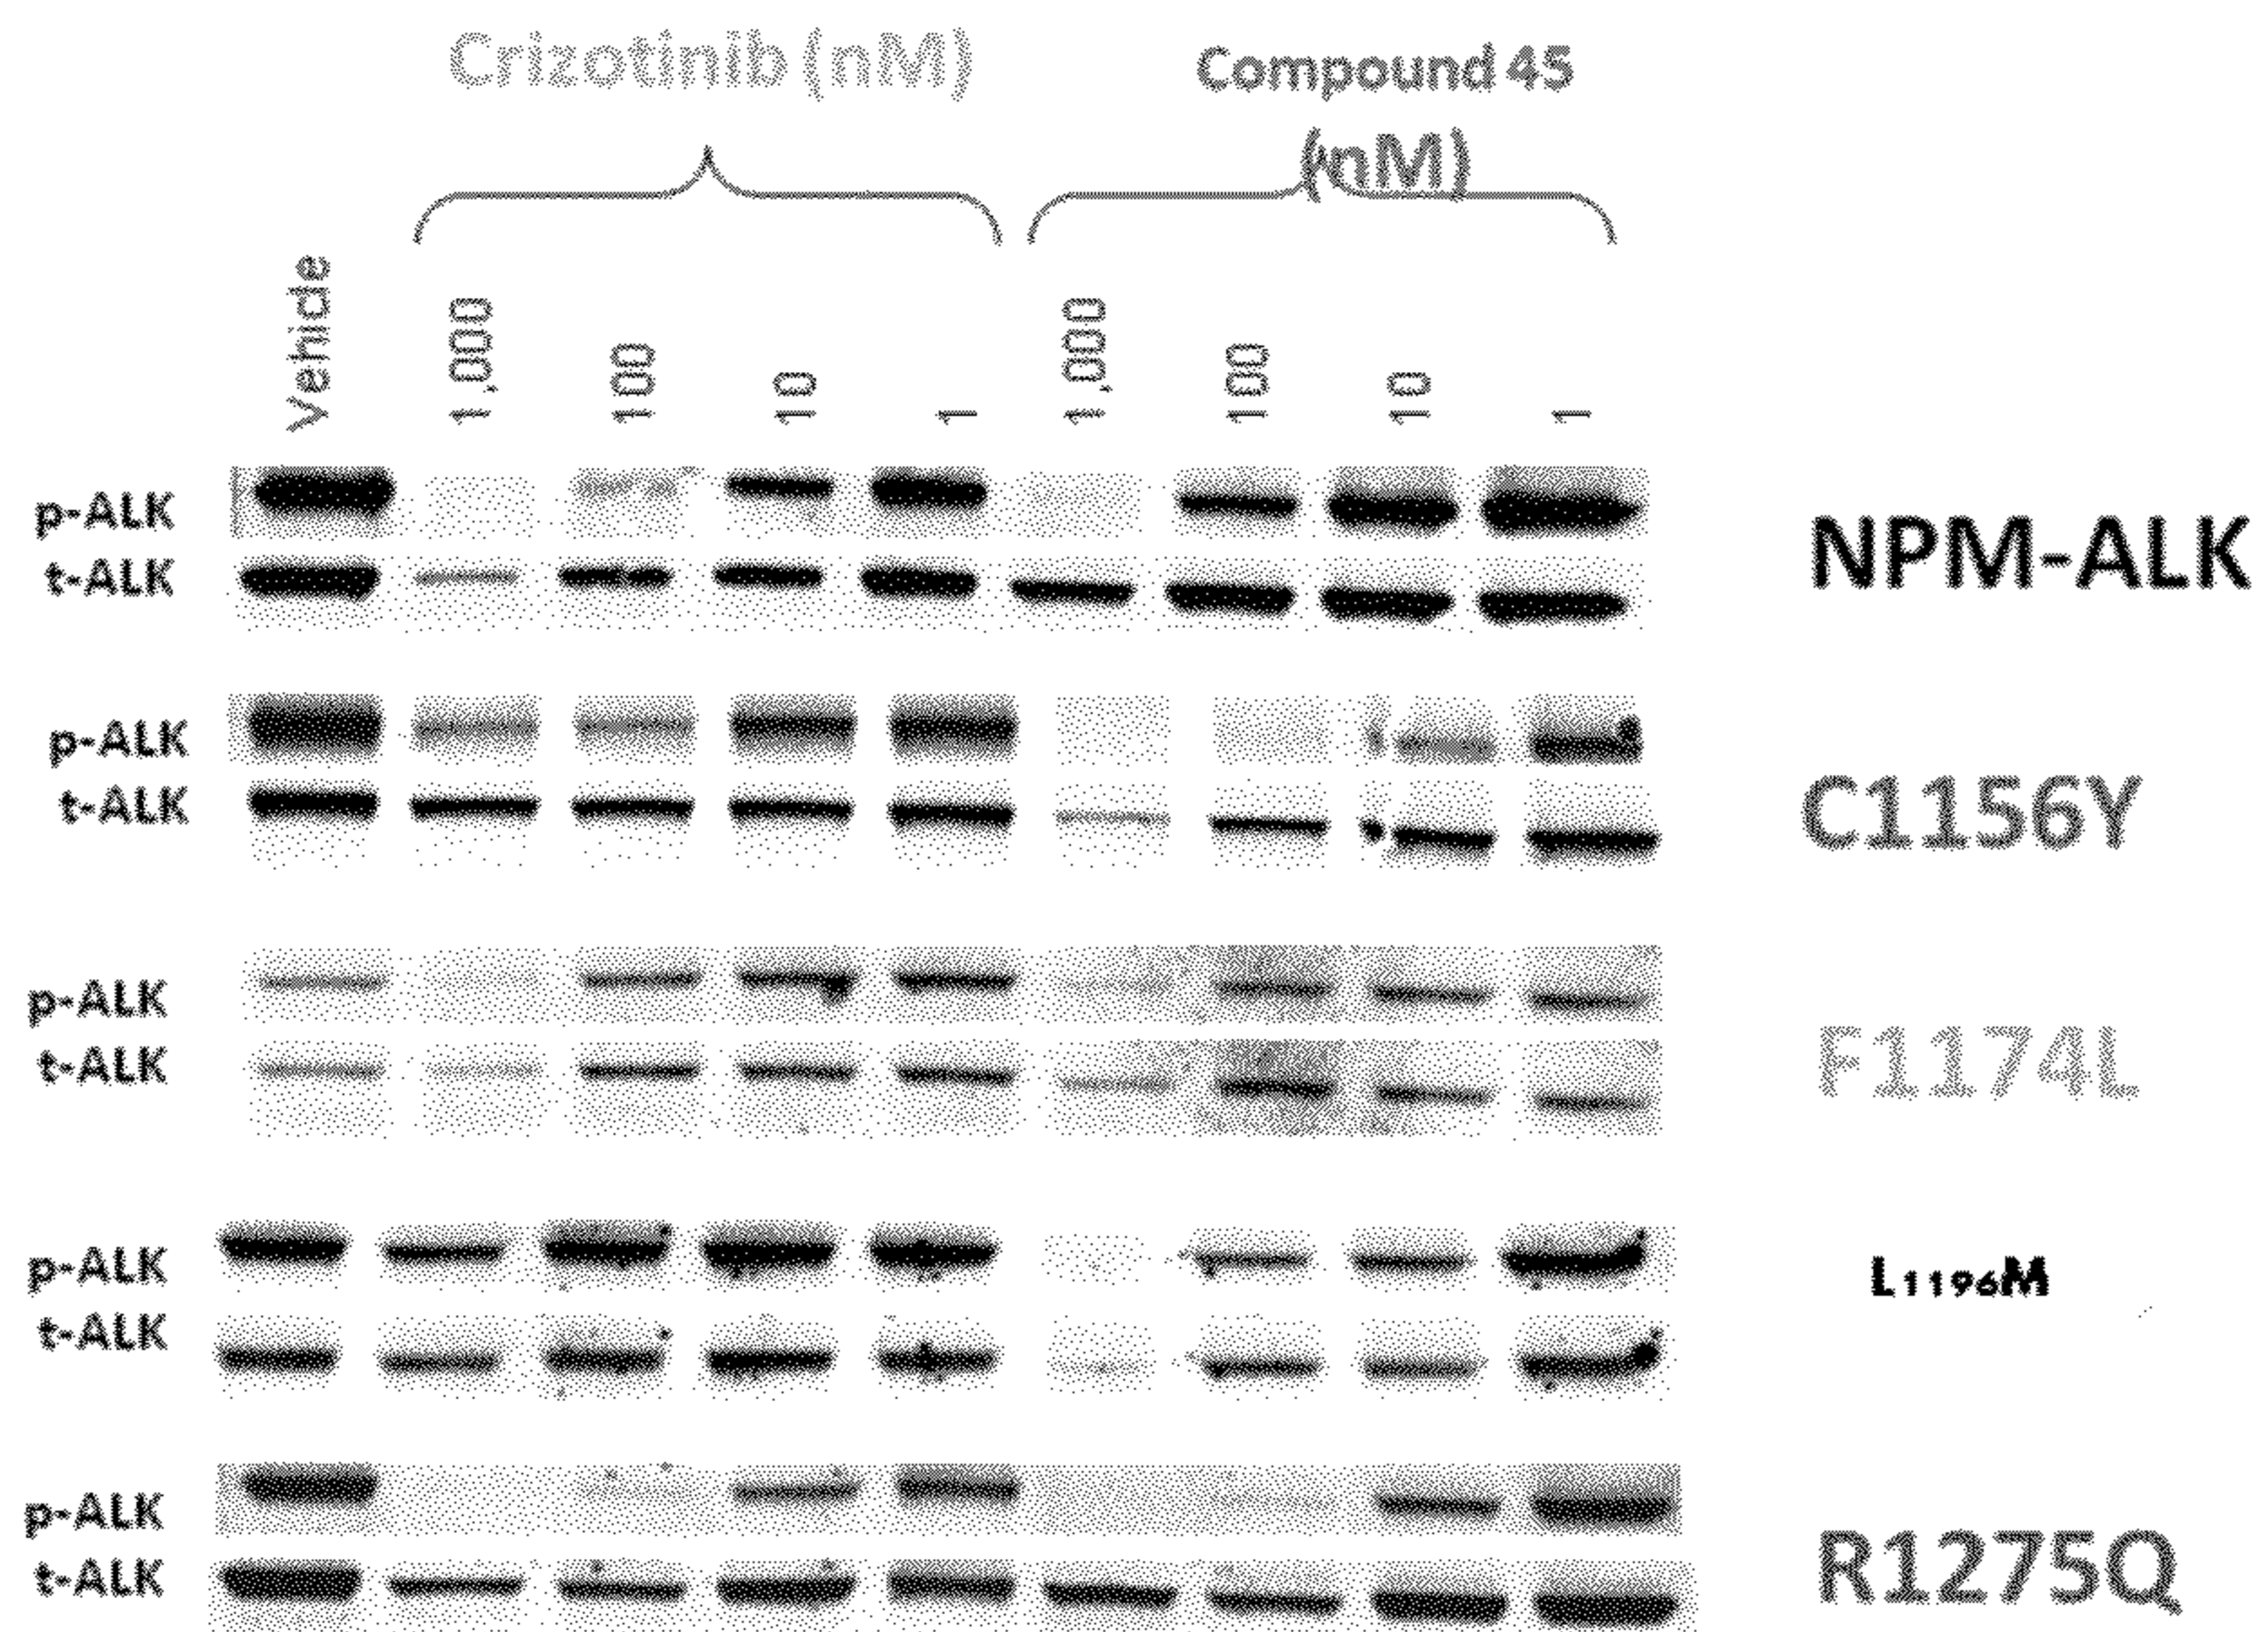 Crizotinib (nM)
Compound 45
(nM)
Vehicle
1,000
100
10
1
1,000
100
10
1
p-ALK
t-ALK
NPM-ALK
p-ALK
t-ALK
C1156Y
p-ALK
t-ALK
F1174L
p-ALK
t-ALK
L1196M
p-ALK
t-ALK
R1275Q